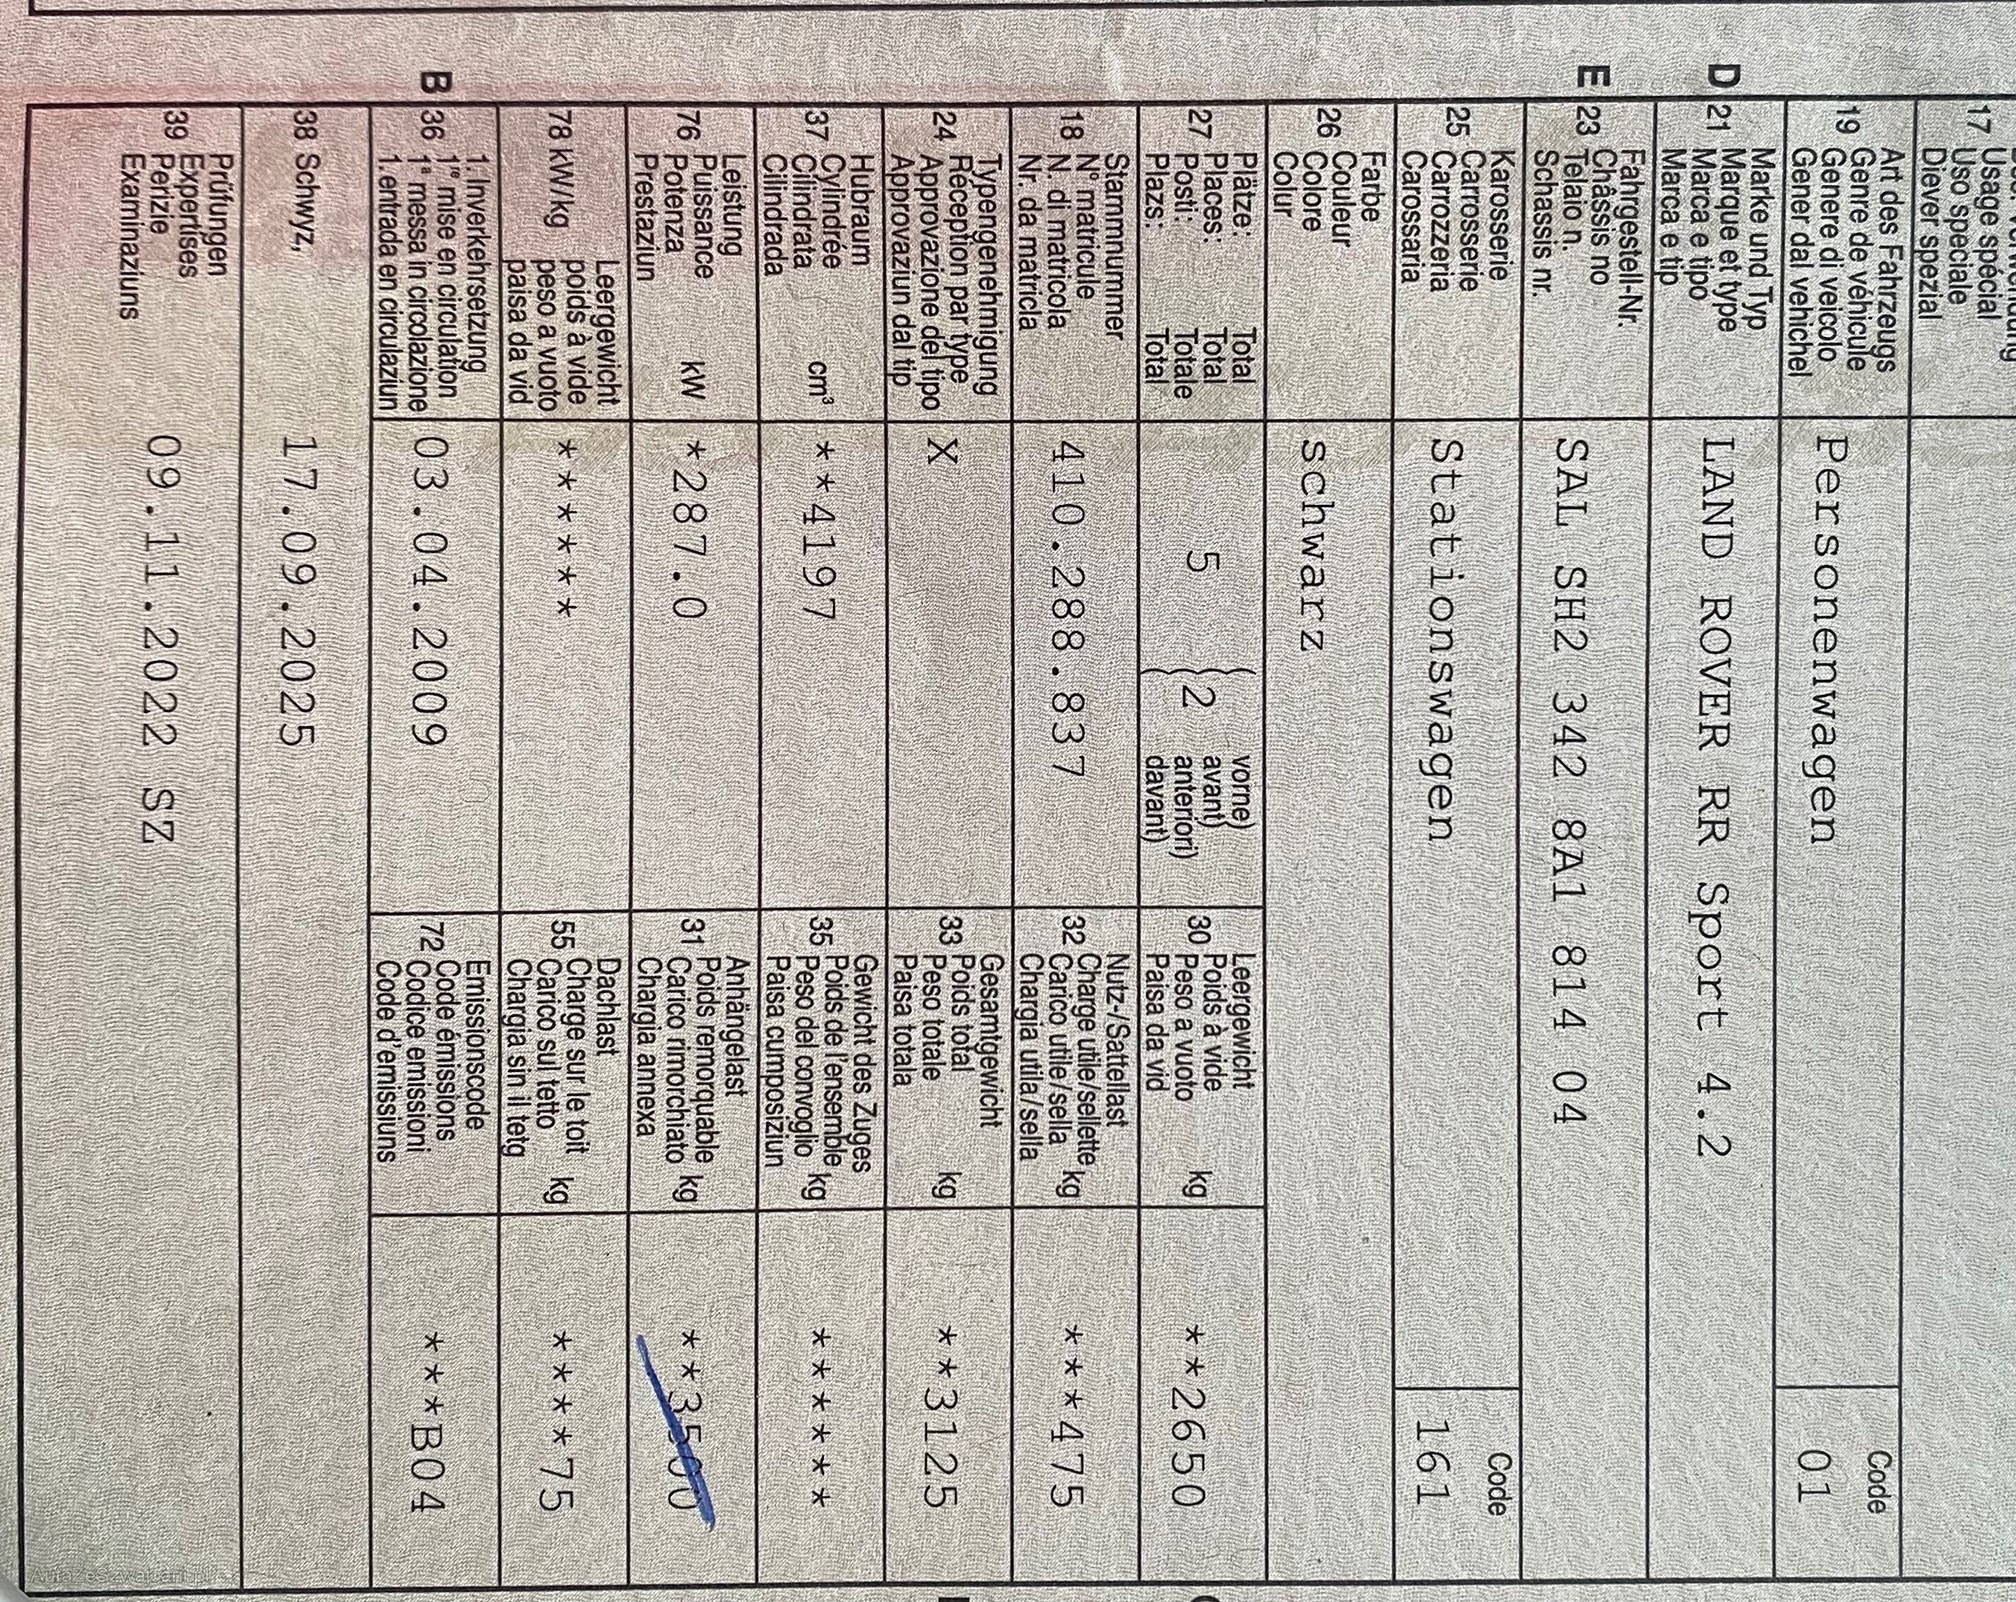 Usage spécial
17 Uso speciale
Diever spezial
Art des Fahrzeugs
Genre de véhicule
19 Genere di veicolo
Gener dal vehichel
Personenwagen
Code
01
Marke und Typ
Marque et type
D 21 Marca e tipo
Marca e tip
LAND ROVER RR Sport 4.2
Fahrgestell-Nr.
Châssis no
E 23 Telaio n.
Schassis nr.
SAL SH2 342 8A1 814 04
Karosserie
Carrosserie
25 Carrozzeria
Carossaria
Stationswagen
Code
161
Farbe
Couleur
26 Colore
Colur
schwarz
Plätze: Total
Places: Total
27 Posti: Totale
Plazs: Total
5
(2
vorne)
avant)
anteriori)
davant)
Leergewicht
Poids à vide
30 Peso a vuoto kg
Paisa da vid
**2650
Stammnummer
N° matricule
18 N. di matricola
Nr. da matricla
410.288.837
Nutz-/Sattellast
Charge utile/sellette
32 Carico utile/sella kg
Chargia utila/sella
***475
Typengenehmigung
Réception par type
24 Approvazione del tipo
Approvaziun dal tip
X
Gesamtgewicht
Poids total
33 Peso totale kg
Paisa totala
**3125
Hubraum
Cylindrée
37 Cilindrata cm³
Cilindrada
**4197
Gewicht des Zuges
Poids de l'ensemble
35 Peso del convoglio kg
Paisa cumposiziun
******
Leistung
Puissance
76 Potenza kW
Prestaziun
*287.0
Anhängelast
Poids remorquable
31 Carico rimorchiato kg
Chargia annexa
**3500
Leergewicht
poids à vide
78 kW/kg peso a vuoto
paisa da vid
******
Dachlast
Charge sur le toit
55 Carico sul tetto kg
Chargia sin il tetg
****75
1. Inverkehrsetzung
1re mise en circulation
B 36 1ª messa in circolazione
1. entrada en circulaziun
03.04.2009
Emissionscode
Code émissions
72 Codice emissioni
Code d'emissiuns
***B04
38 Schwyz,
17.09.2025
Prüfungen
Expertises
39 Perizie
Examinaziuns
09.11.2022 SZ